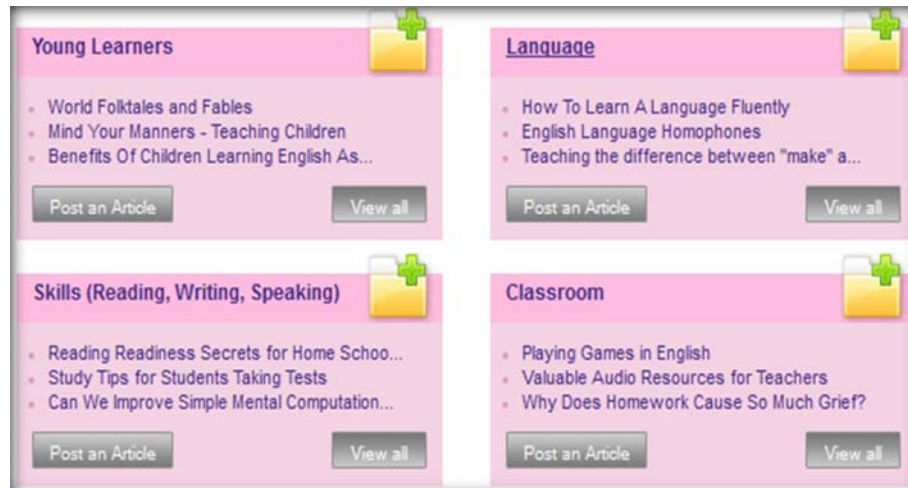 Young Learners
World Folktales and Fables
Mind Your Manners - Teaching Children
Benefits Of Children Learning English As...
Post an Article
View all
Language
How To Learn A Language Fluently
English Language Homophones
Teaching the difference between "make" a...
Post an Article
View all
Skills (Reading, Writing, Speaking)
Reading Readiness Secrets for Home Schoo...
Study Tips for Students Taking Tests
Can We Improve Simple Mental Computation...
Post an Article
View all
Classroom
Playing Games in English
Valuable Audio Resources for Teachers
Why Does Homework Cause So Much Grief?
Post an Article
View all